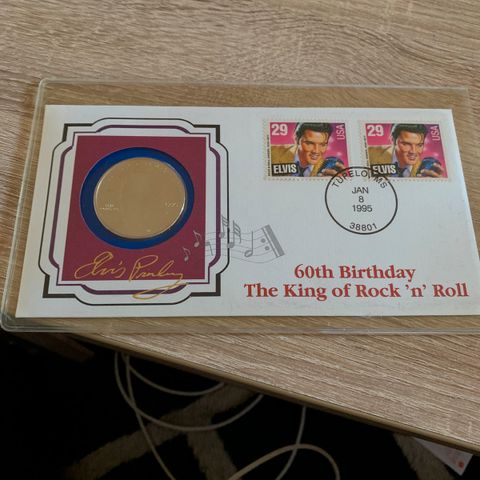 29
USA
ELVIS
29
USA
ELVIS
TUPELO, MS
JAN
8
1995
38801
Elvis Presley
60th Birthday
The King of Rock 'n' Roll